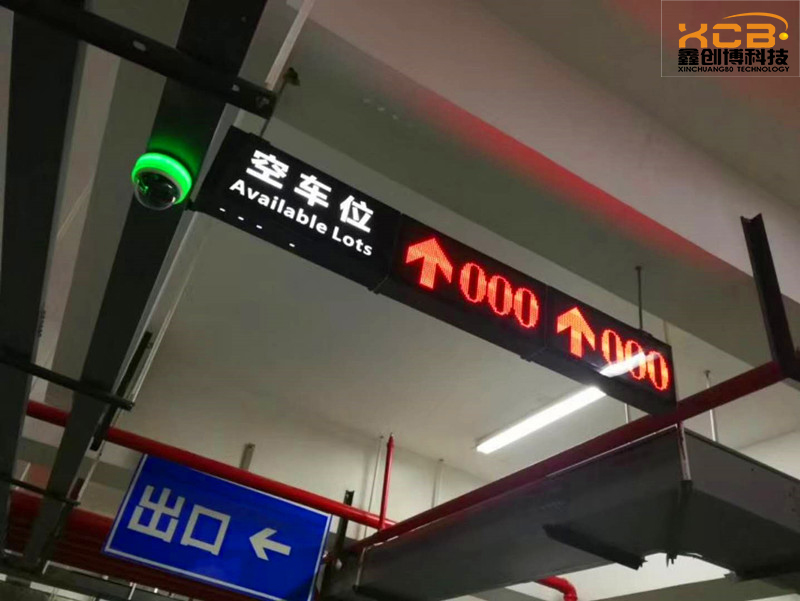 XCB
鑫创博科技
XINCHUANGBO TECHNOLOGY
空车位
Available Lots
↑000 ↑000
出口 ←